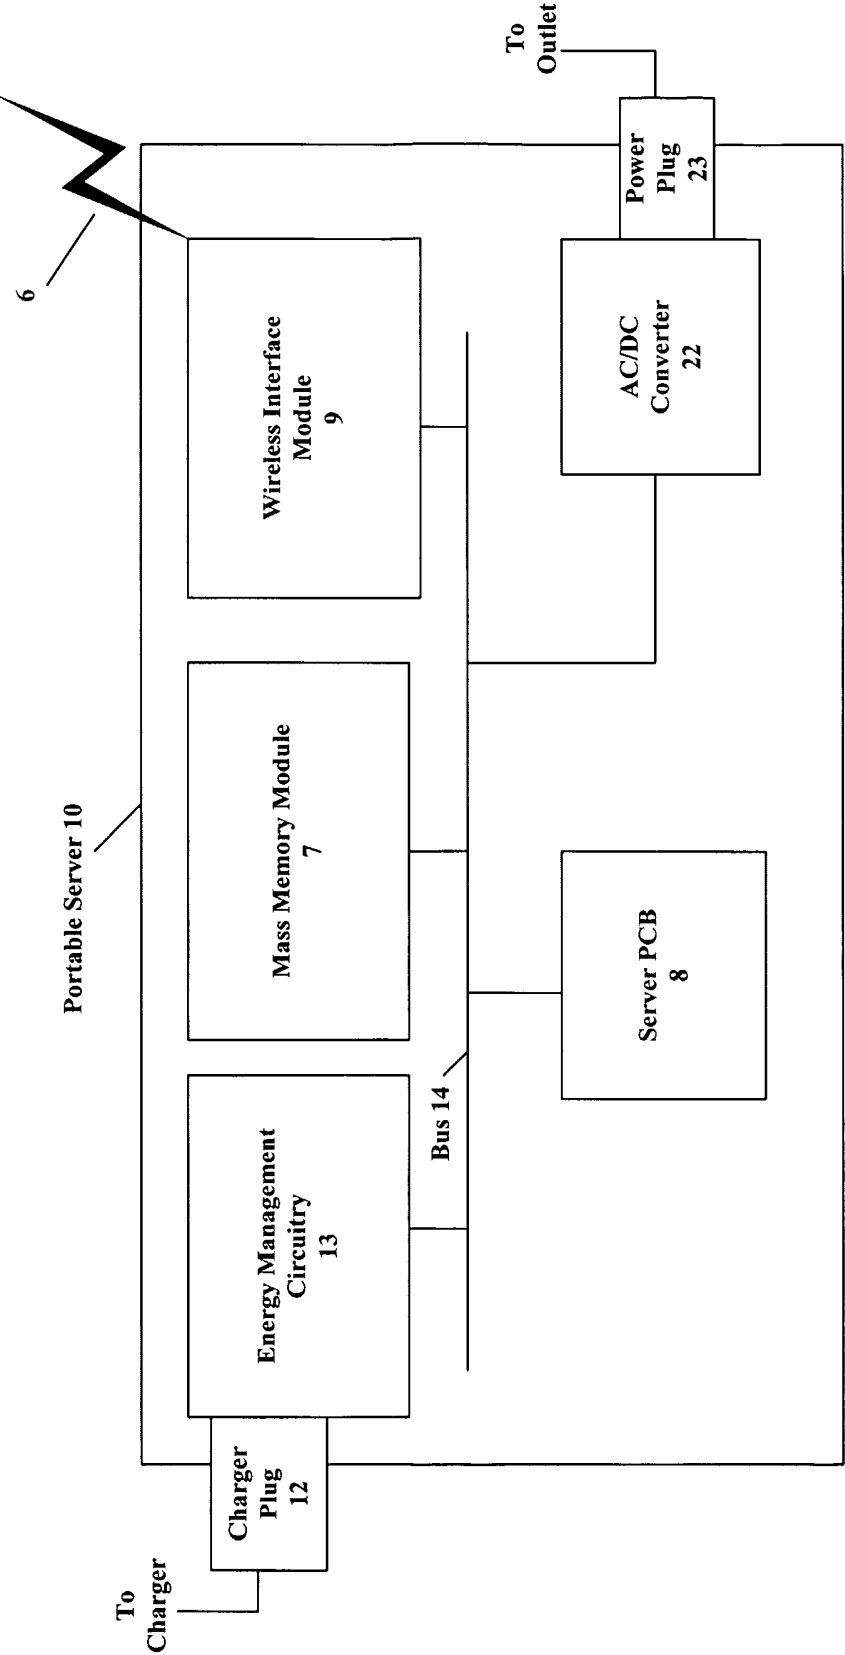 Portable Server 10
6
To
Charger
Charger
Plug
12
Energy Management
Circuitry
13
Mass Memory Module
7
Wireless Interface
Module
9
Bus 14
Server PCB
8
AC/DC
Converter
22
Power
Plug
23
To
Outlet